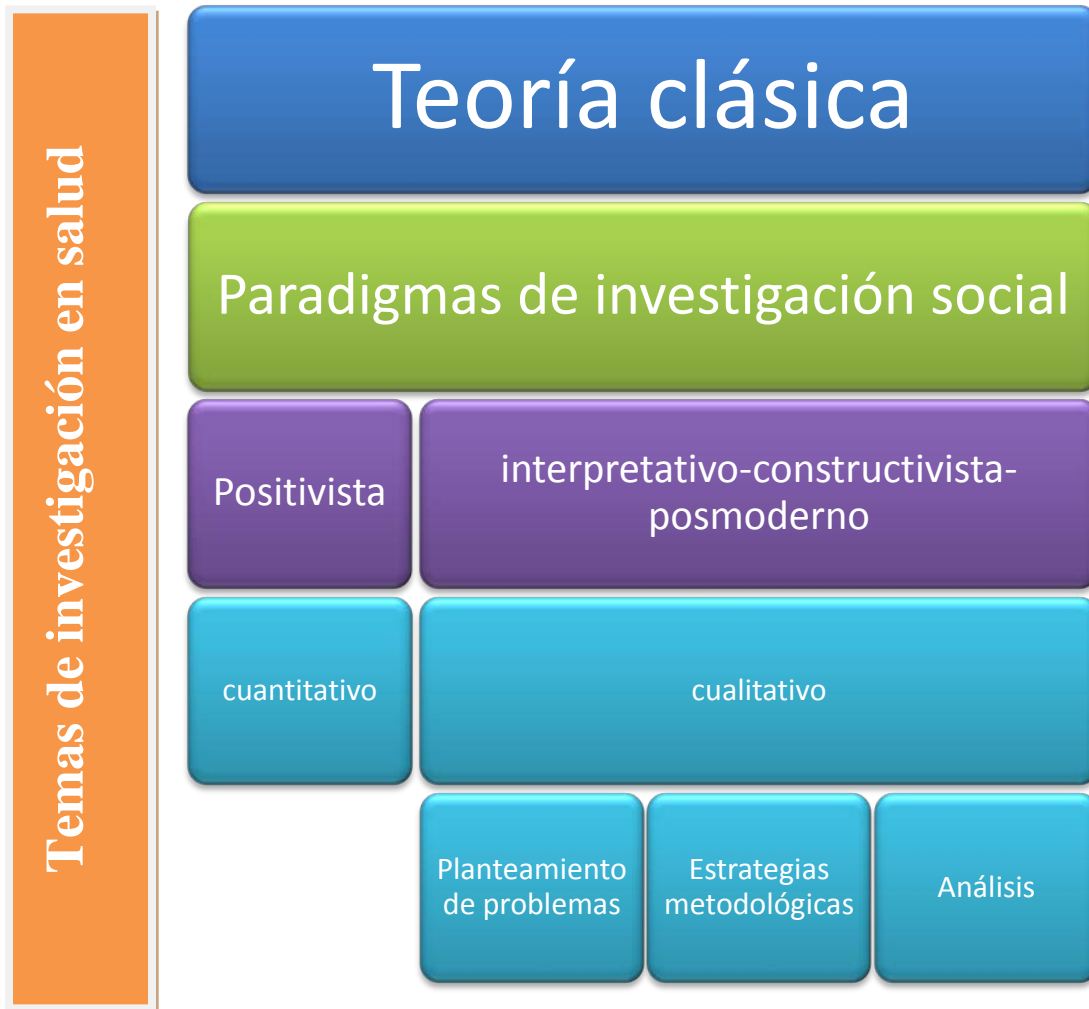 Temas de investigación en salud
Teoría clásica
Paradigmas de investigación social
Positivista
interpretativo-constructivista-
posmoderno
cuantitativo
cualitativo
Planteamiento
de problemas
Estrategias
metodológicas
Análisis